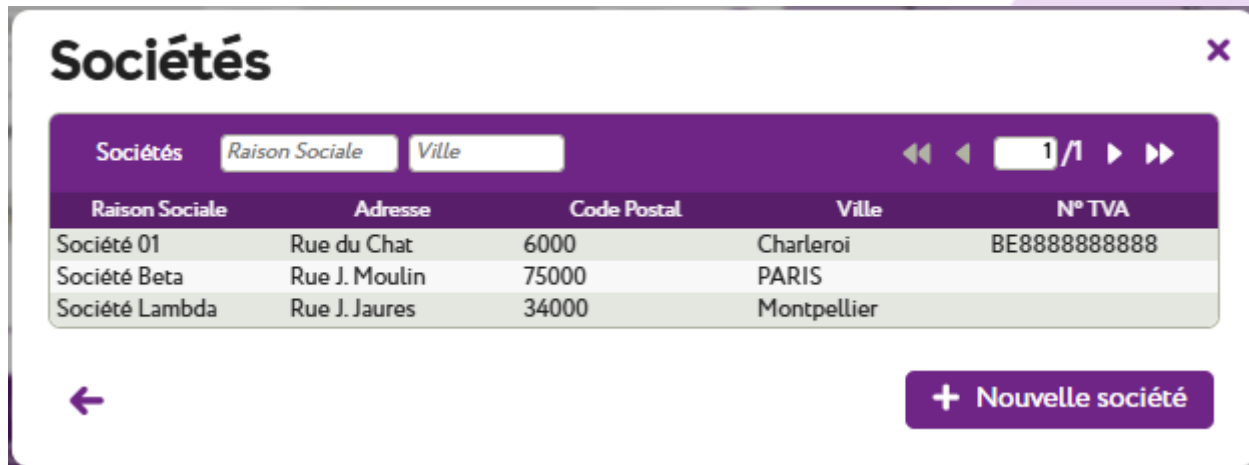 Sociétés
Sociétés Raison Sociale Ville 1 /1
Raison Sociale Adresse Code Postal Ville N° TVA
Société 01 Rue du Chat 6000 Charleroi BE8888888888
Société Beta Rue J. Moulin 75000 PARIS
Société Lambda Rue J. Jaures 34000 Montpellier
+ Nouvelle société